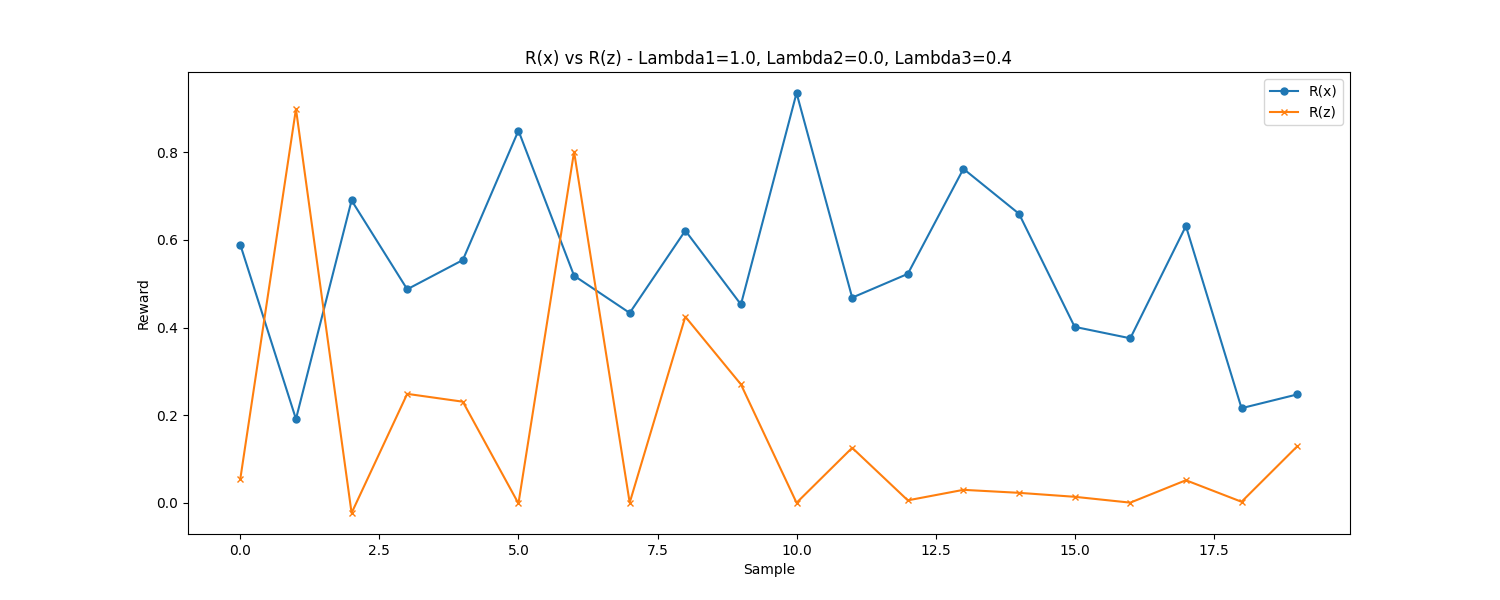 R(x) vs R(z) - Lambda1=1.0, Lambda2=0.0, Lambda3=0.4
R(x)
R(z)
Reward
0.8
0.6
0.4
0.2
0.0
0.0 2.5 5.0 7.5 10.0 12.5 15.0 17.5
Sample